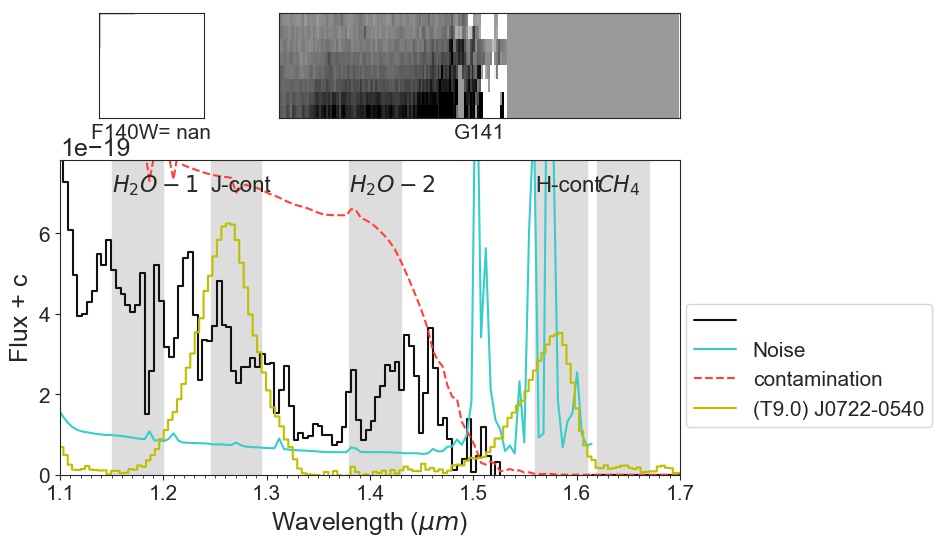 F140W= nan
G141
1e−19
H₂O − 1
J-cont
H₂O − 2
H-cont
CH₄
6
4
2
0
Flux + c
1.1
1.2
1.3
1.4
1.5
1.6
1.7
Wavelength (μm)
Noise
contamination
(T9.0) J0722-0540